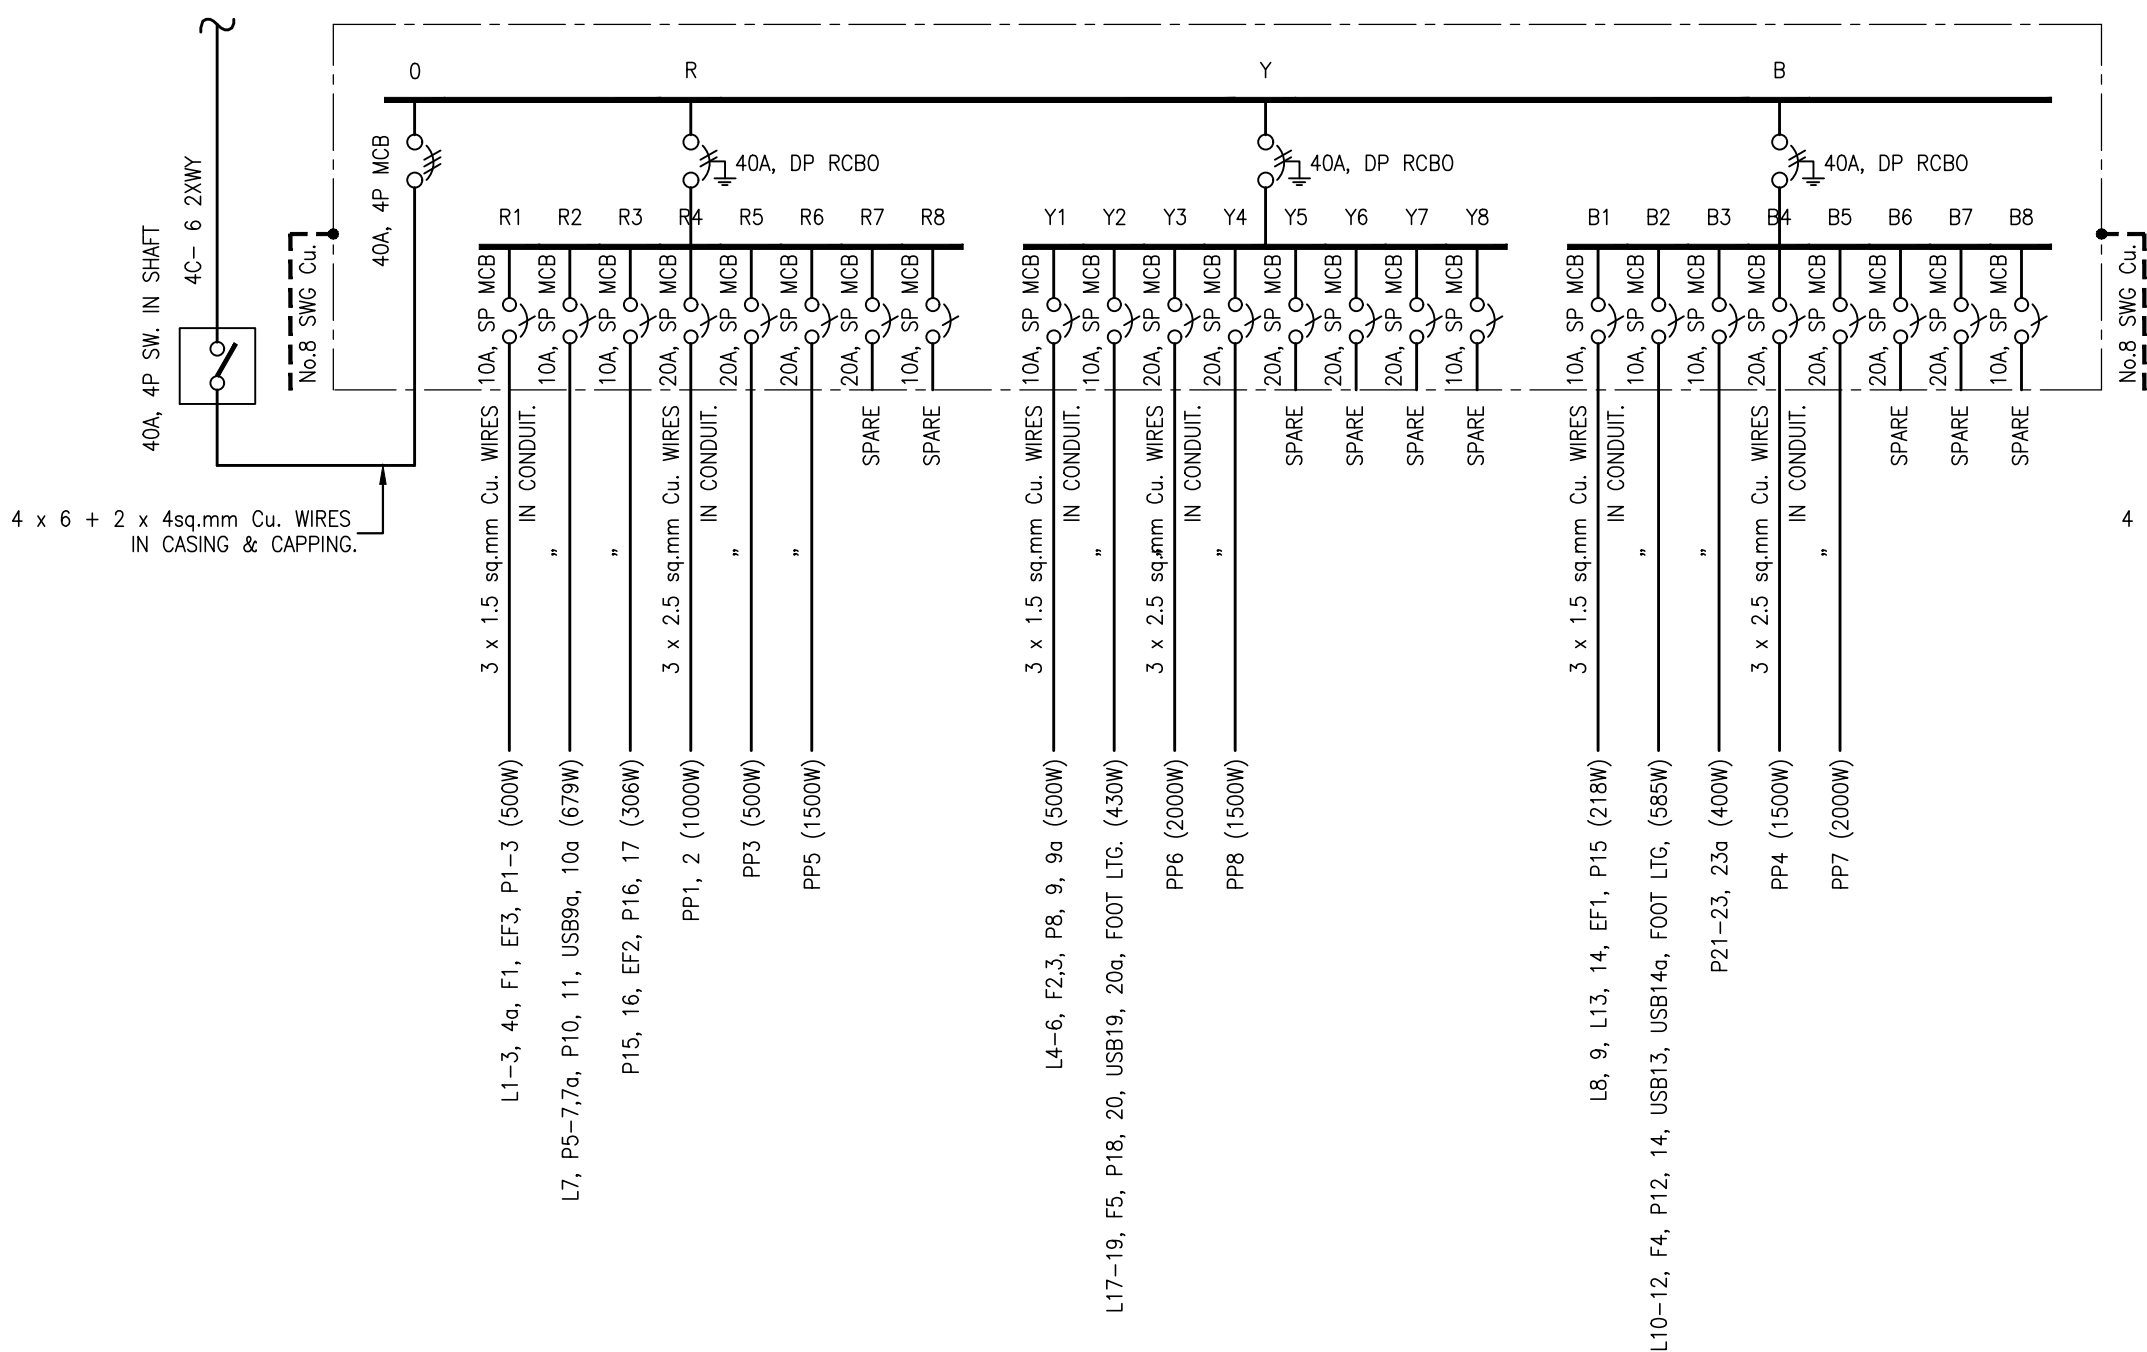 0
R
Y
B
40A, 4P SW. IN SHAFT
4C- 6 2XWY
No.8 SWG Cu.
40A, 4P MCB
40A, DP RCBO
40A, DP RCBO
40A, DP RCBO
R1 R2 R3 R4 R5 R6 R7 R8
Y1 Y2 Y3 Y4 Y5 Y6 Y7 Y8
B1 B2 B3 B4 B5 B6 B7 B8
No.8 SWG Cu.
10A, SP MCB
10A, SP MCB
10A, SP MCB
20A, SP MCB
20A, SP MCB
20A, SP MCB
20A, SP MCB
10A, SP MCB
10A, SP MCB
10A, SP MCB
20A, SP MCB
20A, SP MCB
20A, SP MCB
20A, SP MCB
20A, SP MCB
10A, SP MCB
10A, SP MCB
10A, SP MCB
10A, SP MCB
20A, SP MCB
20A, SP MCB
20A, SP MCB
20A, SP MCB
10A, SP MCB
4 x 6 + 2 x 4sq.mm Cu. WIRES
IN CASING & CAPPING.
3 x 1.5 sq.mm Cu. WIRES
IN CONDUIT.
„
„
3 x 2.5 sq.mm Cu. WIRES
IN CONDUIT.
„
„
SPARE
SPARE
3 x 1.5 sq.mm Cu. WIRES
IN CONDUIT.
„
3 x 2.5 sq.mm Cu. WIRES
„
IN CONDUIT.
„
SPARE
SPARE
SPARE
SPARE
3 x 1.5 sq.mm Cu. WIRES
IN CONDUIT.
„
„
3 x 2.5 sq.mm Cu. WIRES
IN CONDUIT.
„
SPARE
SPARE
SPARE
4
L1-3, 4a, F1, EF3, P1-3 (500W)
L7, P5-7,7a, P10, 11, USB9a, 10a (679W)
P15, 16, EF2, P16, 17 (306W)
PP1, 2 (1000W)
PP3 (500W)
PP5 (1500W)
L4-6, F2,3, P8, 9, 9a (500W)
L17-19, F5, P18, 20, USB19, 20a, FOOT LTG. (430W)
PP6 (2000W)
PP8 (1500W)
L8, 9, L13, 14, EF1, P15 (218W)
L10-12, F4, P12, 14, USB13, USB14a, FOOT LTG, (585W)
P21-23, 23a (400W)
PP4 (1500W)
PP7 (2000W)